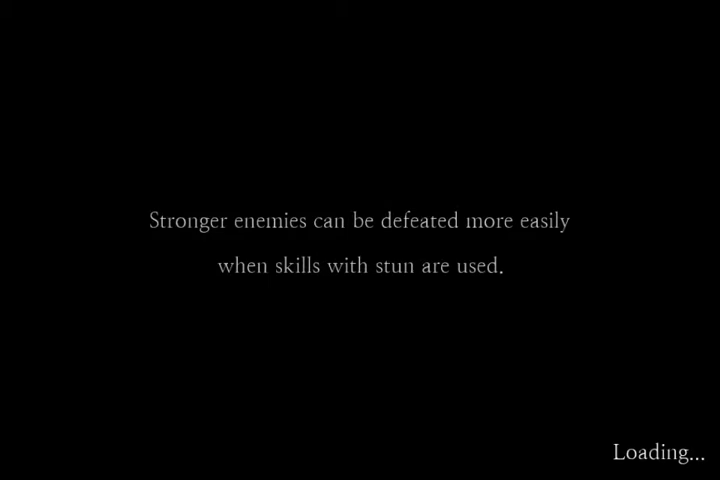 Stronger enemies can be defeated more easily
when skills with stun are used.
Loading...